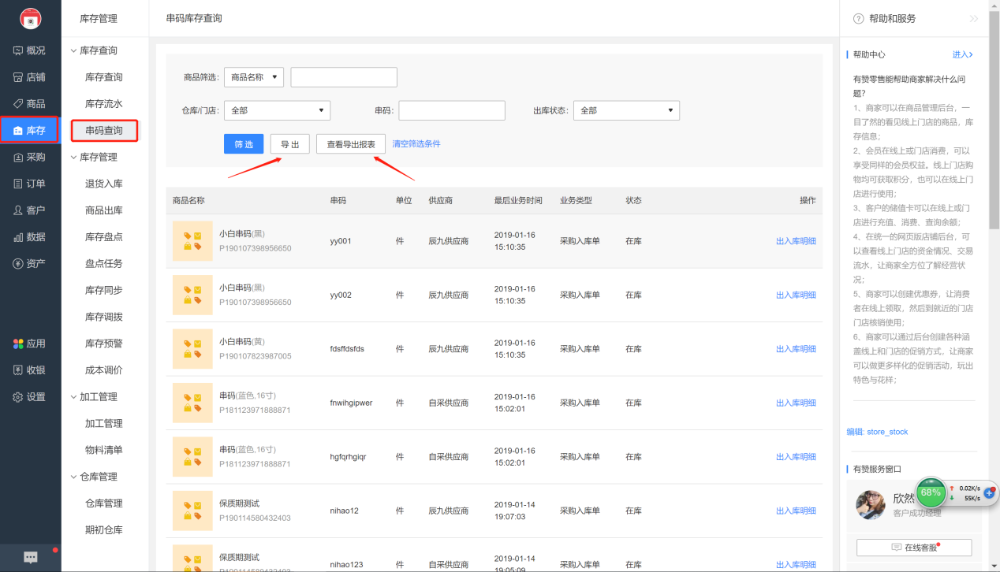 概况
店铺
商品
库存
采购
订单
客户
数据
资产
应用
收银
设置
库存管理
库存查询
库存查询
库存流水
串码查询
库存管理
退货入库
商品出库
库存盘点
盘点任务
库存同步
库存调拨
库存预警
成本调价
加工管理
加工管理
物料清单
仓库管理
仓库管理
期初仓库
串码库存查询
商品筛选: 商品名称
仓库/门店: 全部 串码: 出库状态: 全部
筛选 导出 查看导出报表 清空筛选条件
商品名称 串码 单位 供应商 最后业务时间 业务类型 状态 操作
小白串码(黑)
P190107398956650
yy001 件 辰九供应商 2019-01-16
15:10:35
采购入库单 在库 出入库明细
小白串码(黑)
P190107398956650
yy002 件 辰九供应商 2019-01-16
15:10:35
采购入库单 在库 出入库明细
小白串码(黄)
P190107823987005
fdsffdsfds 件 辰九供应商 2019-01-16
15:10:35
采购入库单 在库 出入库明细
串码(蓝色,16寸)
P181123971888871
fnwihgipwer 件 自采供应商 2019-01-16
15:02:01
采购入库单 在库 出入库明细
串码(蓝色,16寸)
P181123971888871
hgfqrhgiqr 件 自采供应商 2019-01-16
15:02:01
采购入库单 在库 出入库明细
保质期测试
P190114580432403
nihao12 件 辰九供应商 2019-01-14
19:07:03
采购入库单 在库 出入库明细
保质期测试
P190114580432403
nihao123 件 自采供应商 2019-01-14
19:05:09
采购入库单 在库 出入库明细
帮助和服务
帮助中心 进入
有赞零售能帮助商家解决什么问
题?
1、商家可以在商品管理后台，一
目了然的看见线上门店的商品，库
存信息；
2、会员在线上或门店消费，可以
享受同样的会员权益。线上门店购
物均可获取积分，也可以在线上门
店进行使用；
3、客户的储值卡可以在线上或门
店进行充值、消费、查询余额；
4、在统一的网页版店铺后台，可
以查看线上门店的资金情况、交易
流水，让商家全方位了解经营状
况；
5、商家可以创建优惠券，让消费
者在线上领取，然后到就近的门店
门店核销使用；
6、商家可以通过后台创建各种涵
盖线上和门店的促销方式，让商家
可以做更多样化的促销活动，玩出
特色与花样；
编辑: store_stock
有赞服务窗口
欣然
客户成功经理
68%
0.02K/s
55K/s
在线客服